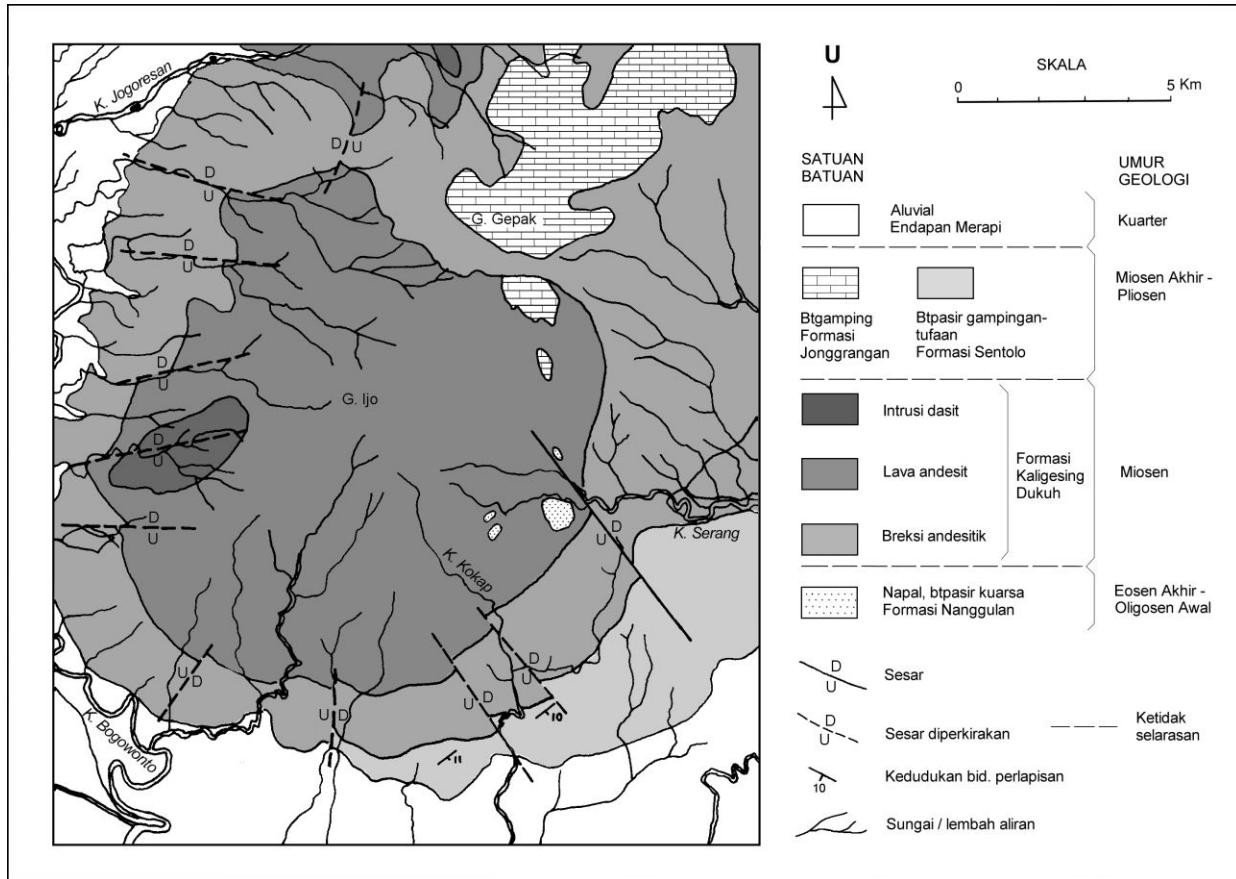 K. Jogoresan
D
U
D
U
G. Gepak
D
U
D
U
G. Ijo
D
U
D
U
D
U
K. Serang
K. Kokap
D
U
D
U
U D
U D
U D
10
11
K. Bogowonto
U
SKALA
0
5 Km
SATUAN
BATUAN
UMUR
GEOLOGI
Aluvial
Endapan Merapi
Kuarter
Btgamping
Formasi
Jonggrangan
Btpasir gampingan-
tufaan
Formasi Sentolo
Miosen Akhir -
Pliosen
Intrusi dasit
Lava andesit
Breksi andesitik
Formasi
Kaligesing
Dukuh
Miosen
Napal, btpasir kuarsa
Formasi Nanggulan
Eosen Akhir -
Oligosen Awal
D
U
Sesar
D
U
Sesar diperkirakan
Ketidak
selarasan
10
Kedudukan bid. perlapisan
Sungai / lembah aliran